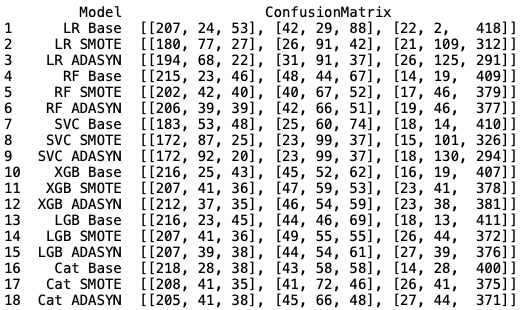 Model ConfusionMatrix
1 LR Base [[207, 24, 53], [42, 29, 88], [22, 2, 418]]
2 LR SMOTE [[180, 77, 27], [26, 91, 42], [21, 109, 312]]
3 LR ADASYN [[194, 68, 22], [31, 91, 37], [26, 125, 291]]
4 RF Base [[215, 23, 46], [48, 44, 67], [14, 19, 409]]
5 RF SMOTE [[202, 42, 40], [40, 67, 52], [17, 46, 379]]
6 RF ADASYN [[206, 39, 39], [42, 66, 51], [19, 46, 377]]
7 SVC Base [[183, 53, 48], [25, 60, 74], [18, 14, 410]]
8 SVC SMOTE [[172, 87, 25], [23, 99, 37], [15, 101, 326]]
9 SVC ADASYN [[172, 92, 20], [23, 99, 37], [18, 130, 294]]
10 XGB Base [[216, 25, 43], [45, 52, 62], [16, 19, 407]]
11 XGB SMOTE [[207, 41, 36], [47, 59, 53], [23, 41, 378]]
12 XGB ADASYN [[212, 37, 35], [46, 54, 59], [23, 38, 381]]
13 LGB Base [[216, 23, 45], [44, 46, 69], [18, 13, 411]]
14 LGB SMOTE [[207, 41, 36], [49, 55, 55], [26, 44, 372]]
15 LGB ADASYN [[207, 39, 38], [44, 54, 61], [27, 39, 376]]
16 Cat Base [[218, 28, 38], [43, 58, 58], [14, 28, 400]]
17 Cat SMOTE [[208, 41, 35], [41, 72, 46], [26, 41, 375]]
18 Cat ADASYN [[205, 41, 38], [45, 66, 48], [27, 44, 371]]